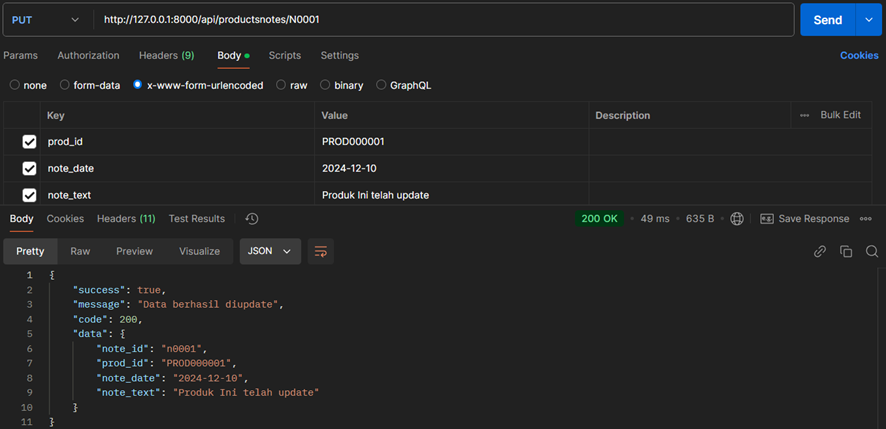 PUT http://127.0.0.1:8000/api/productsnotes/N0001 Send
Params Authorization Headers (9) Body Scripts Settings Cookies
none form-data x-www-form-urlencoded raw binary GraphQL
Key Value Description Bulk Edit
prod_id PROD000001
note_date 2024-12-10
note_text Produk Ini telah update
Body Cookies Headers (11) Test Results 200 OK 49 ms 635 B Save Response
Pretty Raw Preview Visualize JSON
1 {
2 "success": true,
3 "message": "Data berhasil diupdate",
4 "code": 200,
5 "data": {
6 "note_id": "n0001",
7 "prod_id": "PROD000001",
8 "note_date": "2024-12-10",
9 "note_text": "Produk Ini telah update"
10 }
11 }